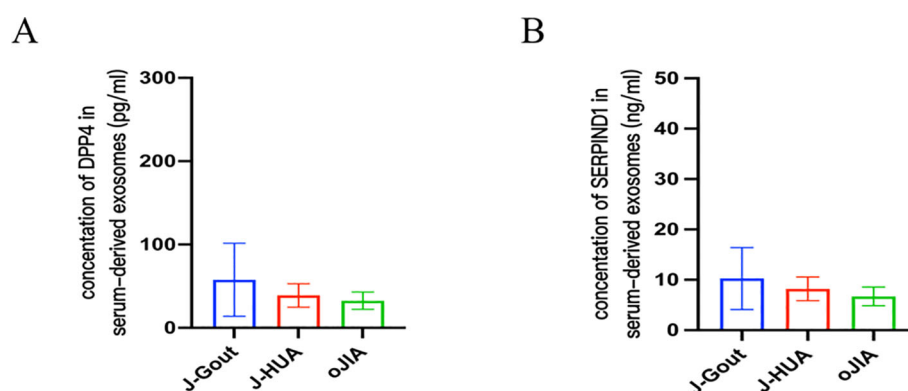 A
concentation of DPP4 in
serum-derived exosomes (pg/ml)
300
200
100
0
J-Gout
J-HUA
oJIA
B
concentation of SERPIND1 in
serum-derived exosomes (ng/ml)
50
40
30
20
10
0
J-Gout
J-HUA
oJIA